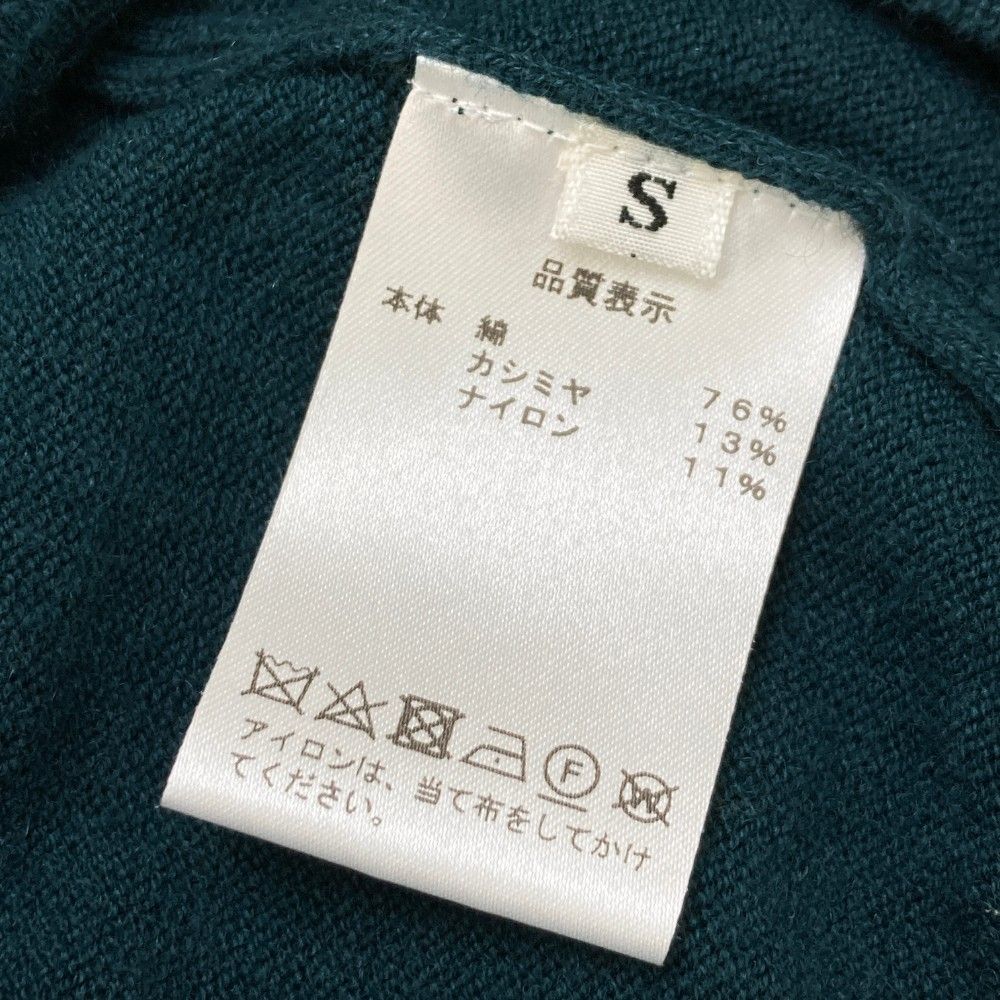 S
品質表示
本体 綿 76%
カシミヤ 13%
ナイロン 11%
F
W
アイロンは、当て布をしてかけ
てください。